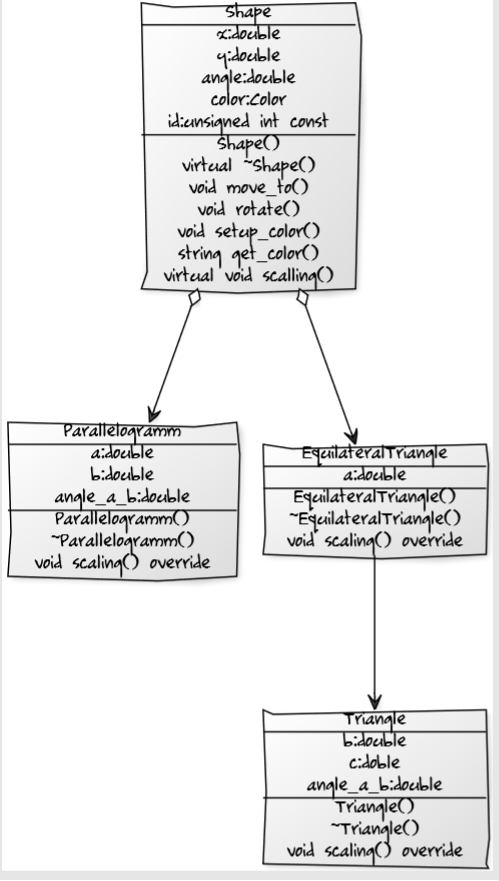 Shape
x:double
y:double
angle:double
color:Color
id:unsigned int const
Shape()
virtual ~Shape()
void move_to()
void rotate()
void setup_color()
string get_color()
virtual void scalling()
Parallelogramm
a:double
b:double
angle_a_b:double
Parallelogramm()
~Parallelogramm()
void scaling() override
EquilateralTriangle
a:double
EquilateralTriangle()
~EquilateralTriangle()
void scaling() override
Triangle
b:double
c:doble
angle_a_b:double
Triangle()
~Triangle()
void scaling() override